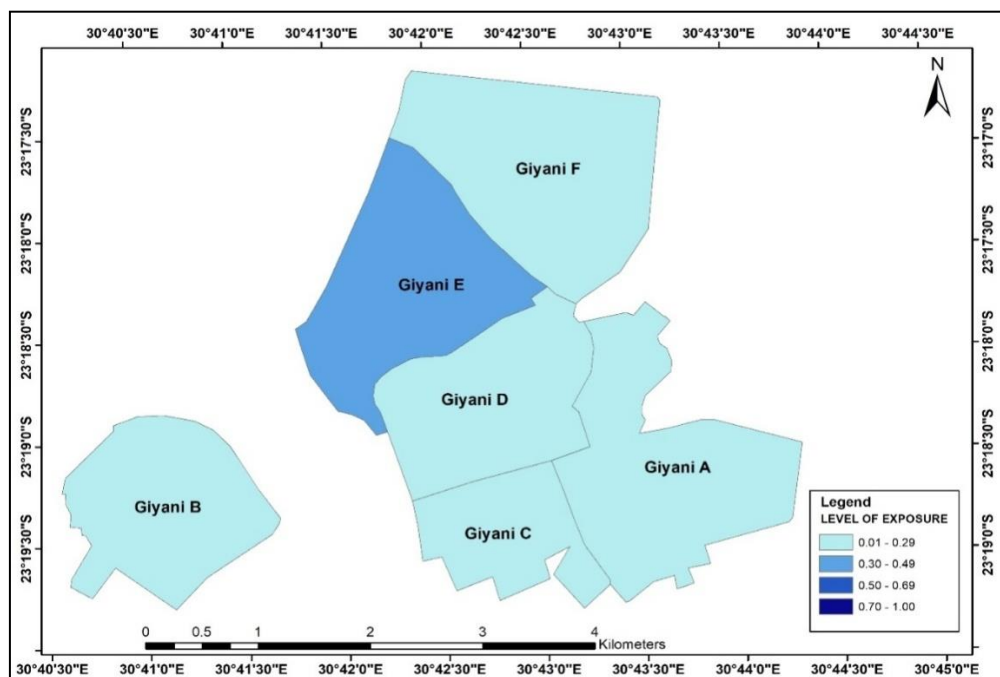 30°40'30"E 30°41'0"E 30°41'30"E 30°42'0"E 30°42'30"E 30°43'0"E 30°43'30"E 30°44'0"E 30°44'30"E
N
23°17'30"S
23°18'0"S
23°18'30"S
23°19'0"S
23°19'30"S
23°17'0"S
23°17'30"S
23°18'0"S
23°18'30"S
23°19'0"S
Giyani F
Giyani E
Giyani D
Giyani A
Giyani B
Giyani C
Legend
LEVEL OF EXPOSURE
0.01 - 0.29
0.30 - 0.49
0.50 - 0.69
0.70 - 1.00
0 0.5 1 2 3 4
Kilometers
30°40'30"E 30°41'0"E 30°41'30"E 30°42'0"E 30°42'30"E 30°43'0"E 30°43'30"E 30°44'0"E 30°44'30"E 30°45'0"E